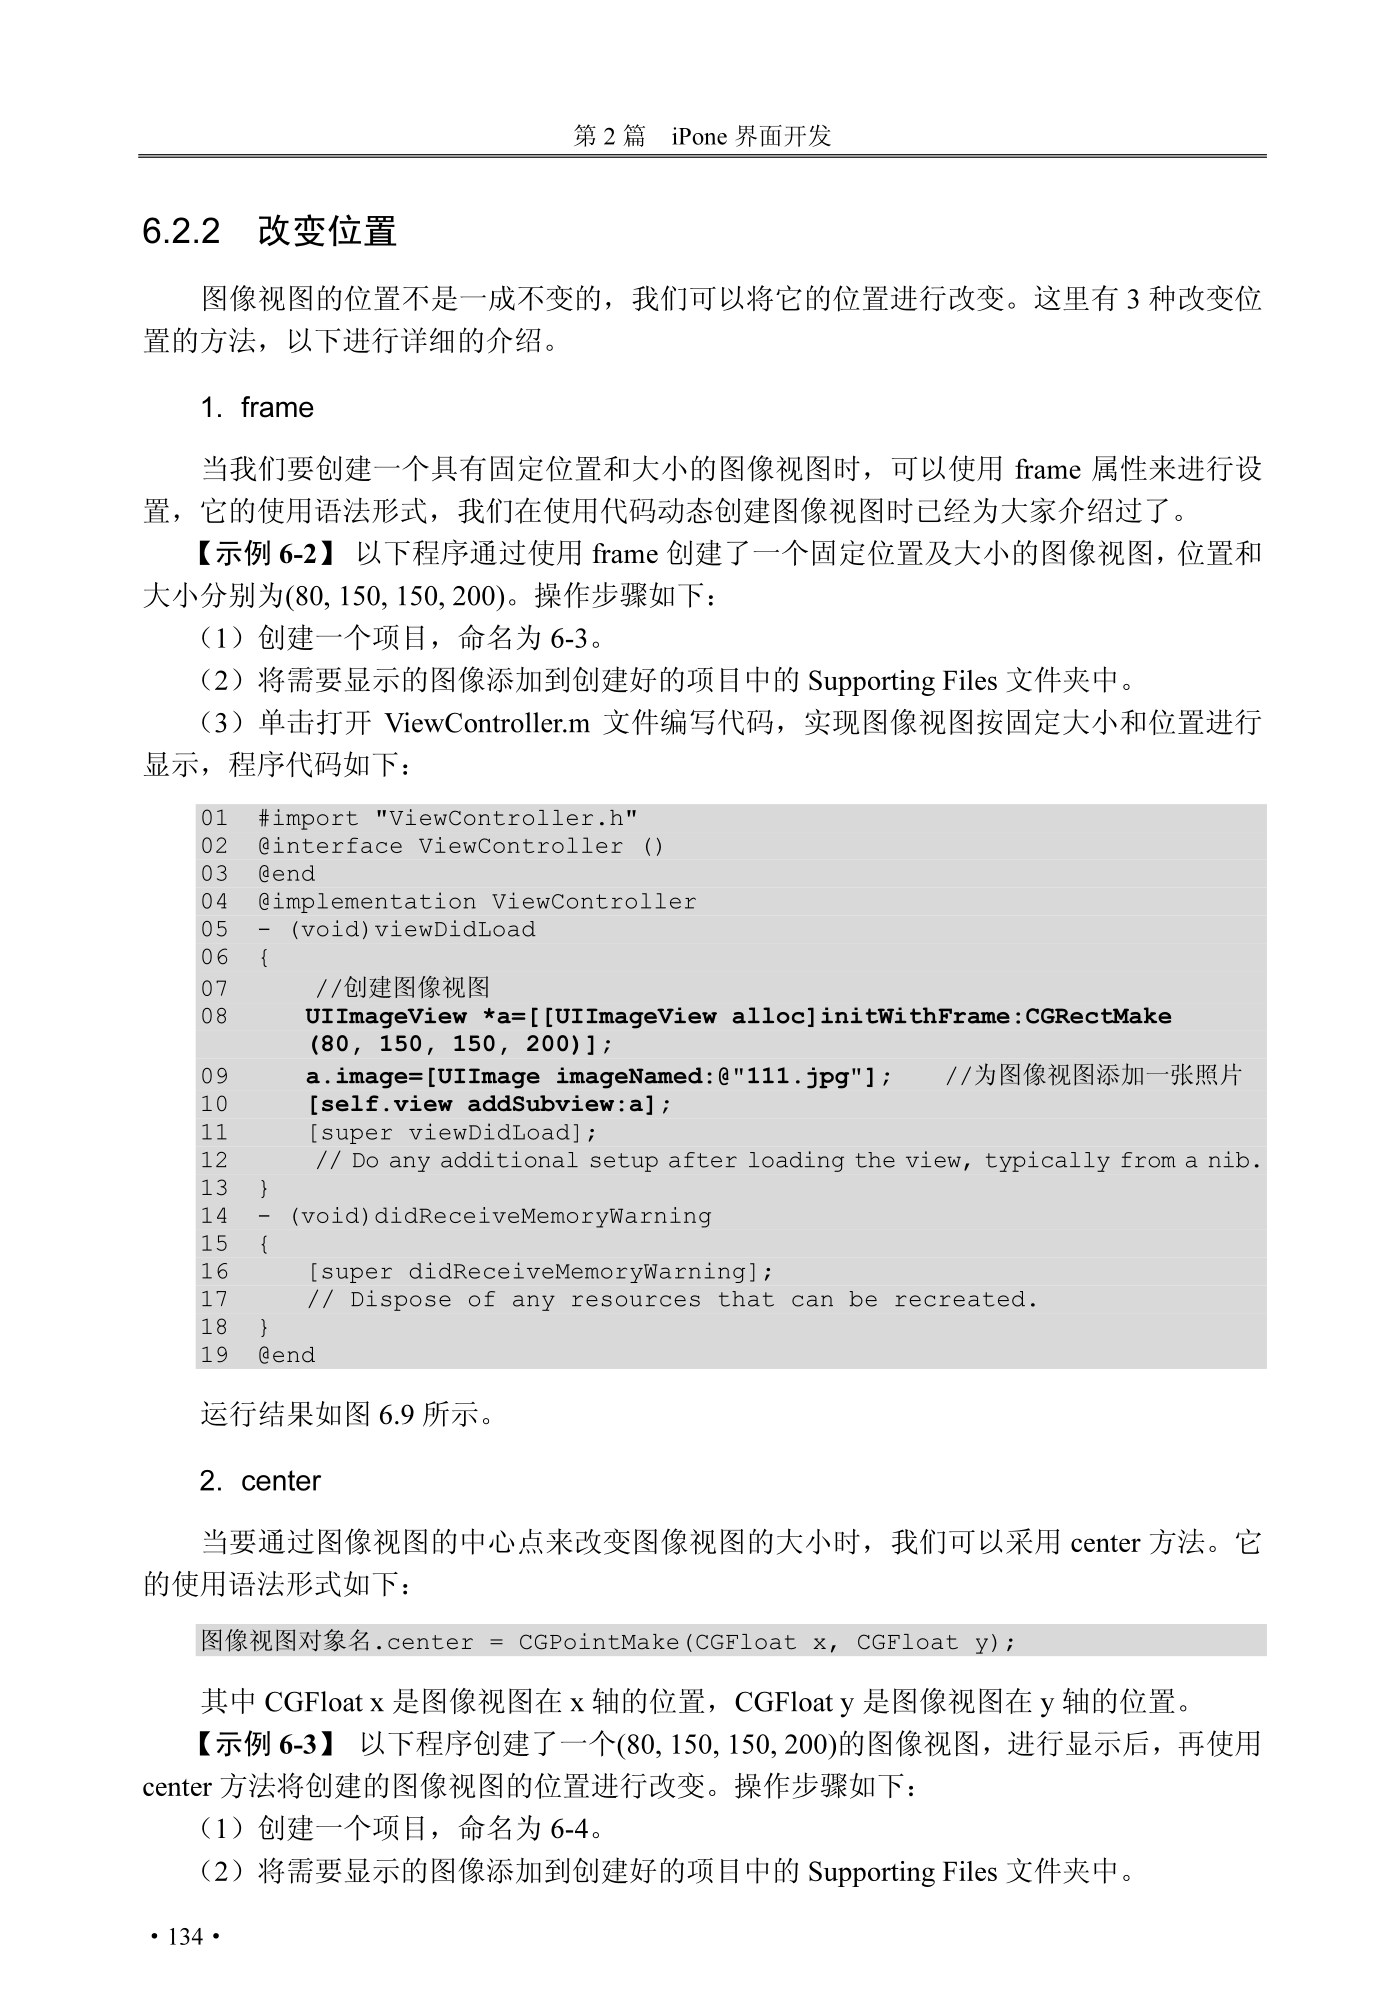 第 2 篇　iPone 界面开发
6.2.2　改变位置
图像视图的位置不是一成不变的，我们可以将它的位置进行改变。这里有 3 种改变位
置的方法，以下进行详细的介绍。
1．frame
当我们要创建一个具有固定位置和大小的图像视图时，可以使用 frame 属性来进行设
置，它的使用语法形式，我们在使用代码动态创建图像视图时已经为大家介绍过了。
【示例 6-2】 以下程序通过使用 frame 创建了一个固定位置及大小的图像视图，位置和
大小分别为(80, 150, 150, 200)。操作步骤如下：
（1）创建一个项目，命名为 6-3。
（2）将需要显示的图像添加到创建好的项目中的 Supporting Files 文件夹中。
（3）单击打开 ViewController.m 文件编写代码，实现图像视图按固定大小和位置进行
显示，程序代码如下：
01  #import "ViewController.h"
02  @interface ViewController ()
03  @end
04  @implementation ViewController
05  - (void)viewDidLoad
06  {
07      //创建图像视图
08      UIImageView *a=[[UIImageView alloc]initWithFrame:CGRectMake
(80, 150, 150, 200)];
09      a.image=[UIImage imageNamed:@"111.jpg"];    //为图像视图添加一张照片
10      [self.view addSubview:a];
11      [super viewDidLoad];
12      // Do any additional setup after loading the view, typically from a nib.
13  }
14  - (void)didReceiveMemoryWarning
15  {
16      [super didReceiveMemoryWarning];
17      // Dispose of any resources that can be recreated.
18  }
19  @end
运行结果如图 6.9 所示。
2．center
当要通过图像视图的中心点来改变图像视图的大小时，我们可以采用 center 方法。它
的使用语法形式如下：
图像视图对象名.center = CGPointMake(CGFloat x, CGFloat y);
其中 CGFloat x 是图像视图在 x 轴的位置，CGFloat y 是图像视图在 y 轴的位置。
【示例 6-3】 以下程序创建了一个(80, 150, 150, 200)的图像视图，进行显示后，再使用
center 方法将创建的图像视图的位置进行改变。操作步骤如下：
（1）创建一个项目，命名为 6-4。
（2）将需要显示的图像添加到创建好的项目中的 Supporting Files 文件夹中。
• 134 •